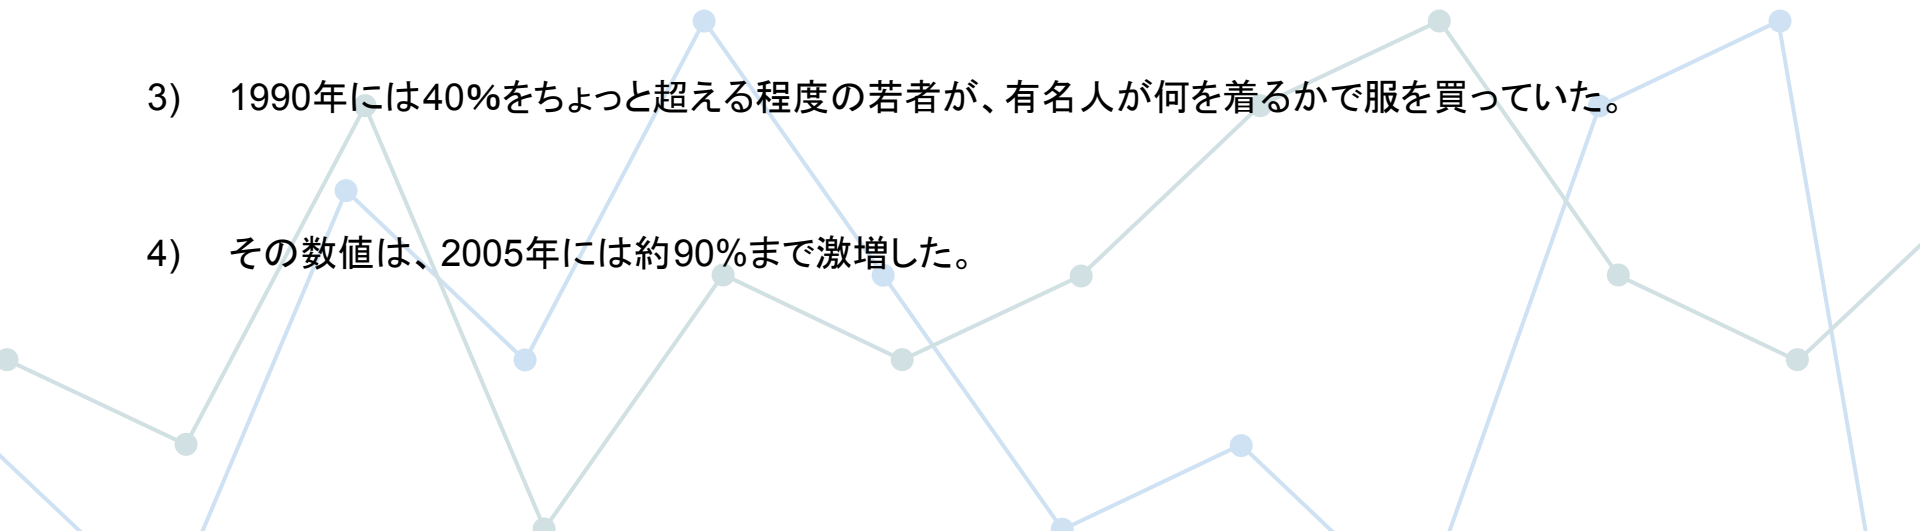 3) 1990年には40%をちょっと超える程度の若者が、有名人が何を着るかで服を買っていた。
4) その数値は、2005年には約90%まで激増した。